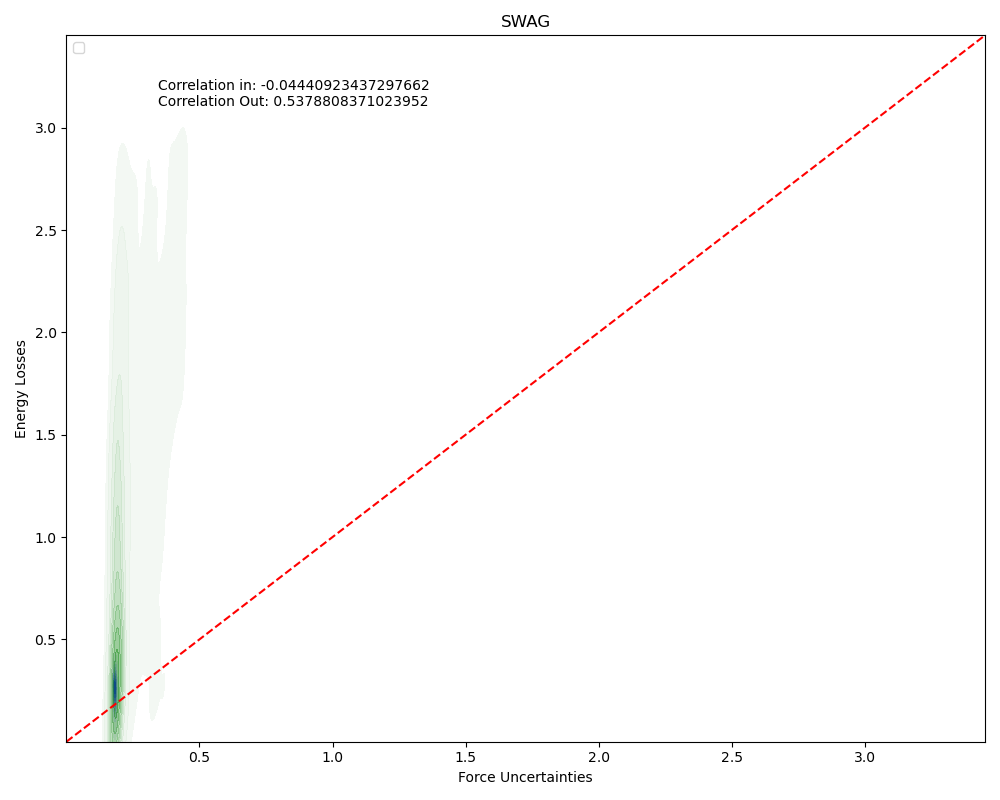 SWAG
Correlation in: -0.04440923437297662
Correlation Out: 0.5378808371023952
3.0
2.5
2.0
1.5
1.0
0.5
Energy Losses
0.5 1.0 1.5 2.0 2.5 3.0
Force Uncertainties